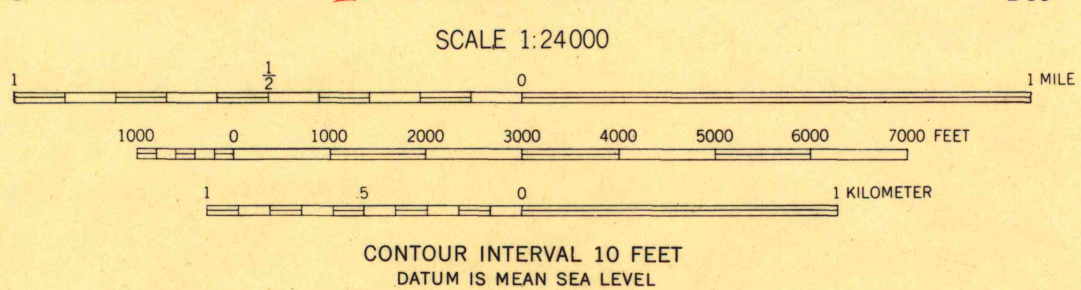 SCALE 1:24000
1 1/2 0 1 MILE
1000 0 1000 2000 3000 4000 5000 6000 7000 FEET
1 .5 0 1 KILOMETER
CONTOUR INTERVAL 10 FEET
DATUM IS MEAN SEA LEVEL